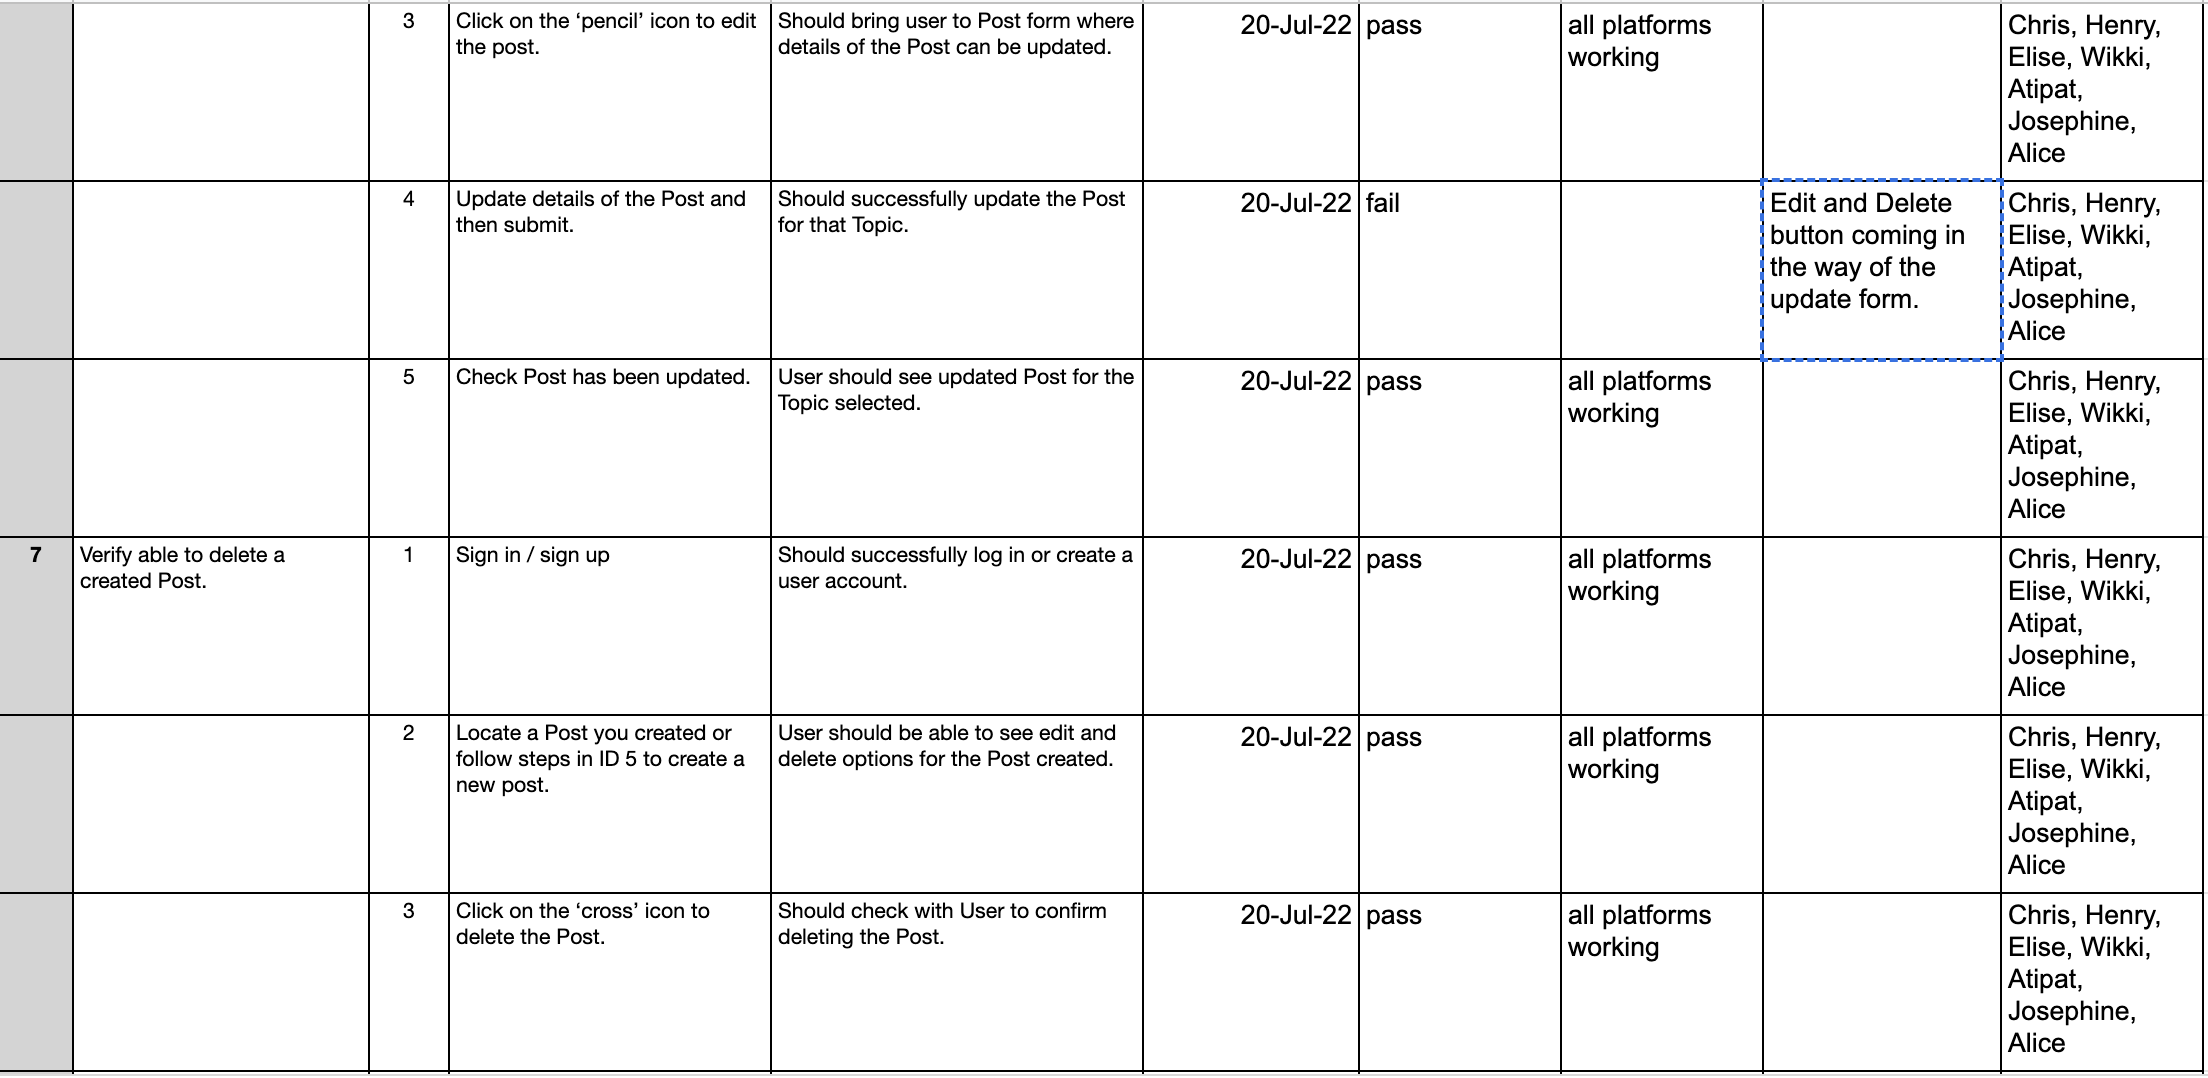 3
Click on the ‘pencil’ icon to edit
the post.
Should bring user to Post form where
details of the Post can be updated.
20-Jul-22
pass
all platforms
working
Chris, Henry,
Elise, Wikki,
Atipat,
Josephine,
Alice
4
Update details of the Post and
then submit.
Should successfully update the Post
for that Topic.
20-Jul-22
fail
Edit and Delete
button coming in
the way of the
update form.
Chris, Henry,
Elise, Wikki,
Atipat,
Josephine,
Alice
5
Check Post has been updated.
User should see updated Post for the
Topic selected.
20-Jul-22
pass
all platforms
working
Chris, Henry,
Elise, Wikki,
Atipat,
Josephine,
Alice
7
Verify able to delete a
created Post.
1
Sign in / sign up
Should successfully log in or create a
user account.
20-Jul-22
pass
all platforms
working
Chris, Henry,
Elise, Wikki,
Atipat,
Josephine,
Alice
2
Locate a Post you created or
follow steps in ID 5 to create a
new post.
User should be able to see edit and
delete options for the Post created.
20-Jul-22
pass
all platforms
working
Chris, Henry,
Elise, Wikki,
Atipat,
Josephine,
Alice
3
Click on the ‘cross’ icon to
delete the Post.
Should check with User to confirm
deleting the Post.
20-Jul-22
pass
all platforms
working
Chris, Henry,
Elise, Wikki,
Atipat,
Josephine,
Alice